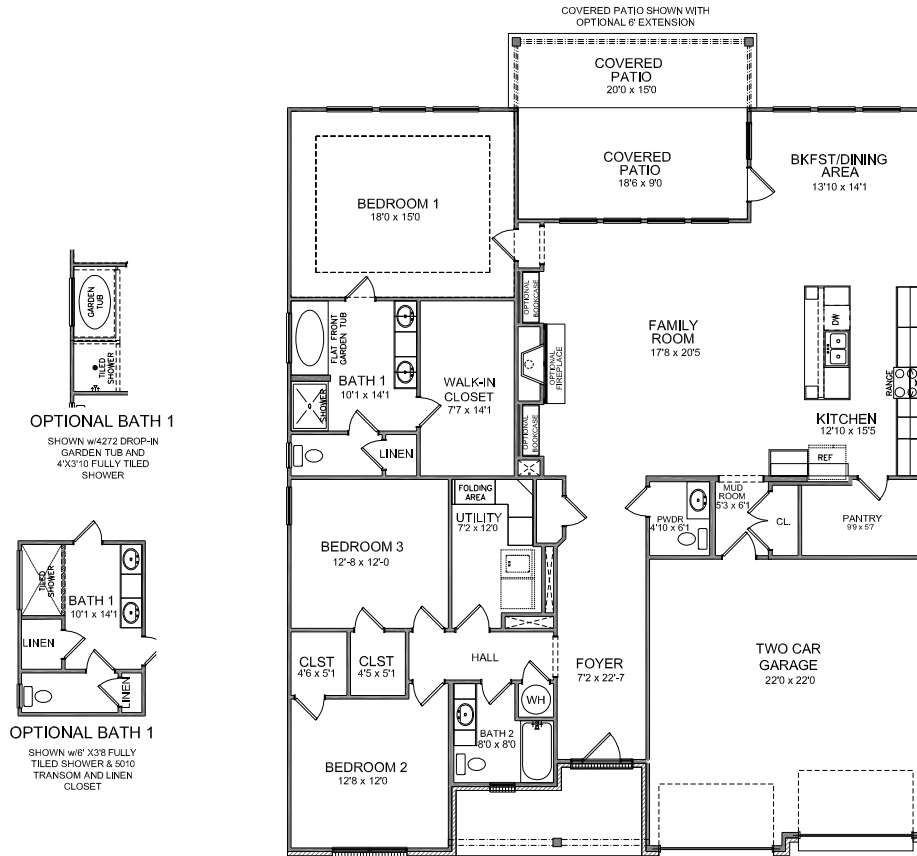 COVERED PATIO SHOWN WITH
OPTIONAL 6' EXTENSION
COVERED
PATIO
20'0 x 15'0
COVERED
PATIO
18'6 x 9'0
BKFST/DINING
AREA
13'10 x 14'1
BEDROOM 1
18'0 x 15'0
GARDEN
TUB
TILED
SHOWER
OPTIONAL BATH 1
SHOWN w/4272 DROP-IN
GARDEN TUB AND
4'X3'10 FULLY TILED
SHOWER
FLAT FRONT
GARDEN TUB
BATH 1
10'1 x 14'1
SHOWER
LINEN
WALK-IN
CLOSET
7'7 x 14'1
OPTIONAL
BOOKCASE
OPTIONAL
FIREPLACE
OPTIONAL
BOOKCASE
FAMILY
ROOM
17'8 x 20'5
DW
RANGE
KITCHEN
12'10 x 15'5
REF
TILED
SHOWER
BATH 1
10'1 x 14'1
LINEN
LINEN
OPTIONAL BATH 1
SHOWN w/6' X3'8 FULLY
TILED SHOWER & 5010
TRANSOM AND LINEN
CLOSET
FOLDING
AREA
UTILITY
7'2 x 12'0
BEDROOM 3
12'-8 x 12'-0
PWDR
4'10 x 6'1
MUD
ROOM
5'3 x 6'1
CL.
PANTRY
9'9 x 5'7
CLST
4'6 x 5'1
CLST
4'5 x 5'1
HALL
FOYER
7'2 x 22'-7
TWO CAR
GARAGE
22'0 x 22'0
WH
BATH 2
8'0 x 8'0
BEDROOM 2
12'8 x 12'0